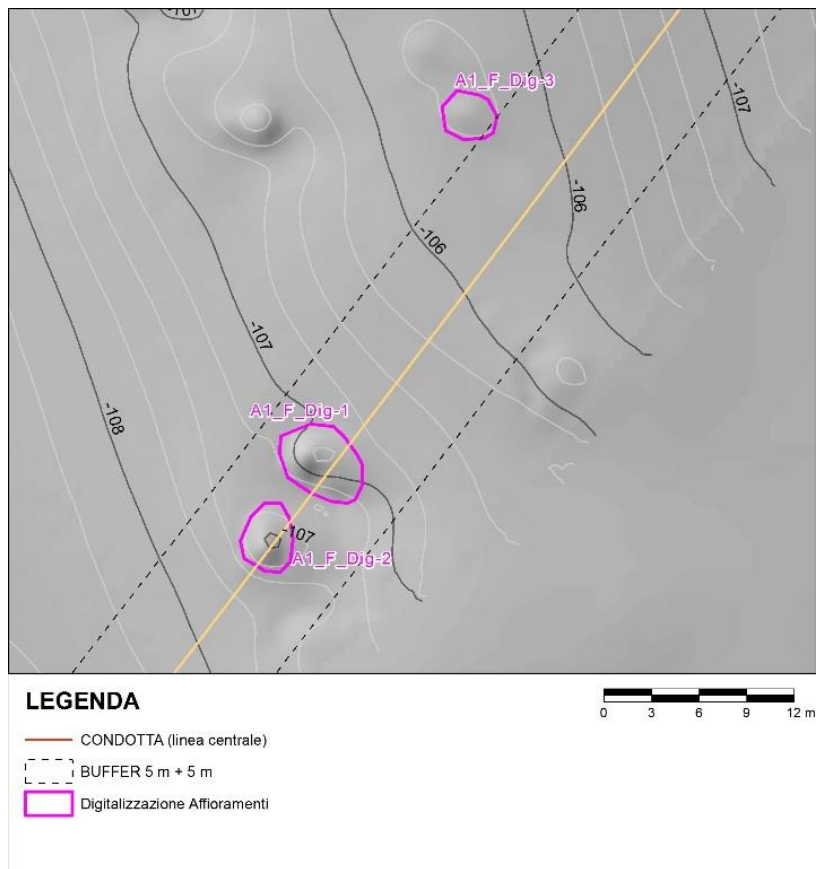 -107
A1_F_Dig-3
-107
-106
-106
-107
A1_F_Dig-1
-108
-107
A1_F_Dig-2
LEGENDA
0 3 6 9 12 m
CONDOTTA (linea centrale)
BUFFER 5 m + 5 m
Digitalizzazione Affioramenti